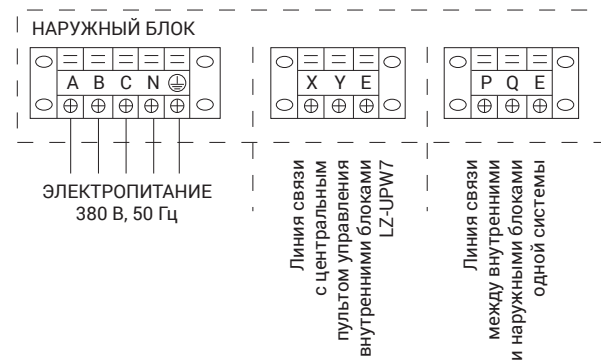 НАРУЖНЫЙ БЛОК
A B C N
X Y E
P Q E
ЭЛЕКТРОПИТАНИЕ
380 В, 50 Гц
Линия связи
с центральным
пультом управления
внутренними блоками
LZ-UPW7
Линия связи
между внутренними
и наружными блоками
одной системы